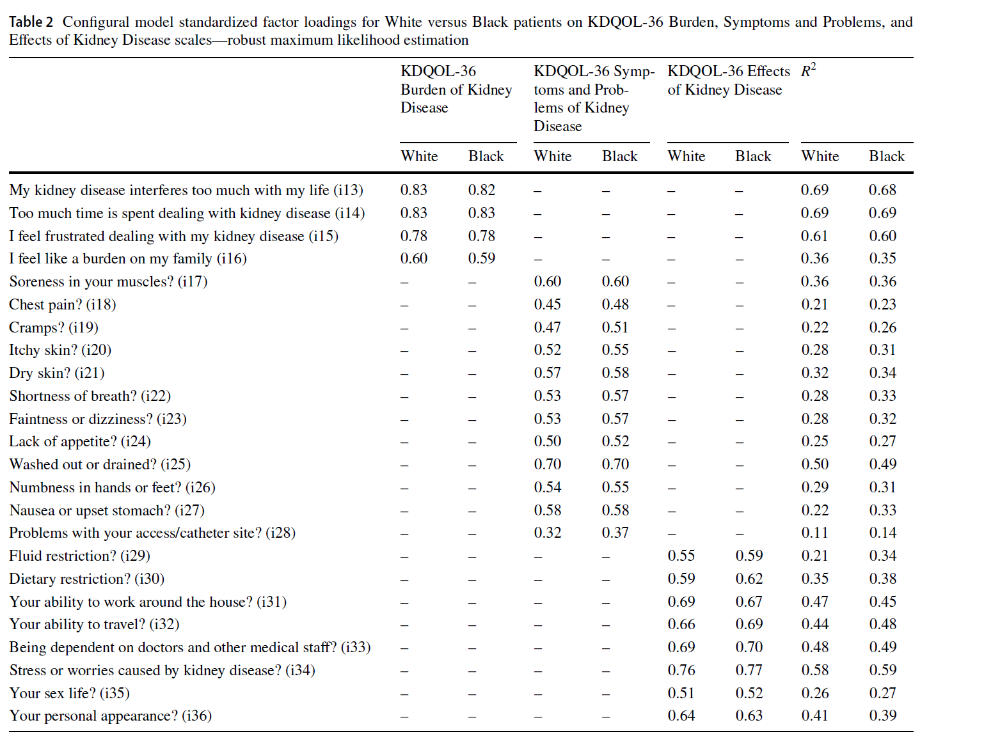 Table 2 Configural model standardized factor loadings for White versus Black patients on KDQOL-36 Burden, Symptoms and Problems, and
Effects of Kidney Disease scales—robust maximum likelihood estimation
KDQOL-36 Burden of Kidney Disease KDQOL-36 Symp-toms and Prob-lems of Kidney Disease KDQOL-36 Effects of Kidney Disease R²
White Black White Black White Black White Black
My kidney disease interferes too much with my life (i13) 0.83 0.82 – – – – 0.69 0.68
Too much time is spent dealing with kidney disease (i14) 0.83 0.83 – – – – 0.69 0.69
I feel frustrated dealing with my kidney disease (i15) 0.78 0.78 – – – – 0.61 0.60
I feel like a burden on my family (i16) 0.60 0.59 – – – – 0.36 0.35
Soreness in your muscles? (i17) – – 0.60 0.60 – – 0.36 0.36
Chest pain? (i18) – – 0.45 0.48 – – 0.21 0.23
Cramps? (i19) – – 0.47 0.51 – – 0.22 0.26
Itchy skin? (i20) – – 0.52 0.55 – – 0.28 0.31
Dry skin? (i21) – – 0.57 0.58 – – 0.32 0.34
Shortness of breath? (i22) – – 0.53 0.57 – – 0.28 0.33
Faintness or dizziness? (i23) – – 0.53 0.57 – – 0.28 0.32
Lack of appetite? (i24) – – 0.50 0.52 – – 0.25 0.27
Washed out or drained? (i25) – – 0.70 0.70 – – 0.50 0.49
Numbness in hands or feet? (i26) – – 0.54 0.55 – – 0.29 0.31
Nausea or upset stomach? (i27) – – 0.58 0.58 – – 0.22 0.33
Problems with your access/catheter site? (i28) – – 0.32 0.37 – – 0.11 0.14
Fluid restriction? (i29) – – – – 0.55 0.59 0.21 0.34
Dietary restriction? (i30) – – – – 0.59 0.62 0.35 0.38
Your ability to work around the house? (i31) – – – – 0.69 0.67 0.47 0.45
Your ability to travel? (i32) – – – – 0.66 0.69 0.44 0.48
Being dependent on doctors and other medical staff? (i33) – – – – 0.69 0.70 0.48 0.49
Stress or worries caused by kidney disease? (i34) – – – – 0.76 0.77 0.58 0.59
Your sex life? (i35) – – – – 0.51 0.52 0.26 0.27
Your personal appearance? (i36) – – – – 0.64 0.63 0.41 0.39